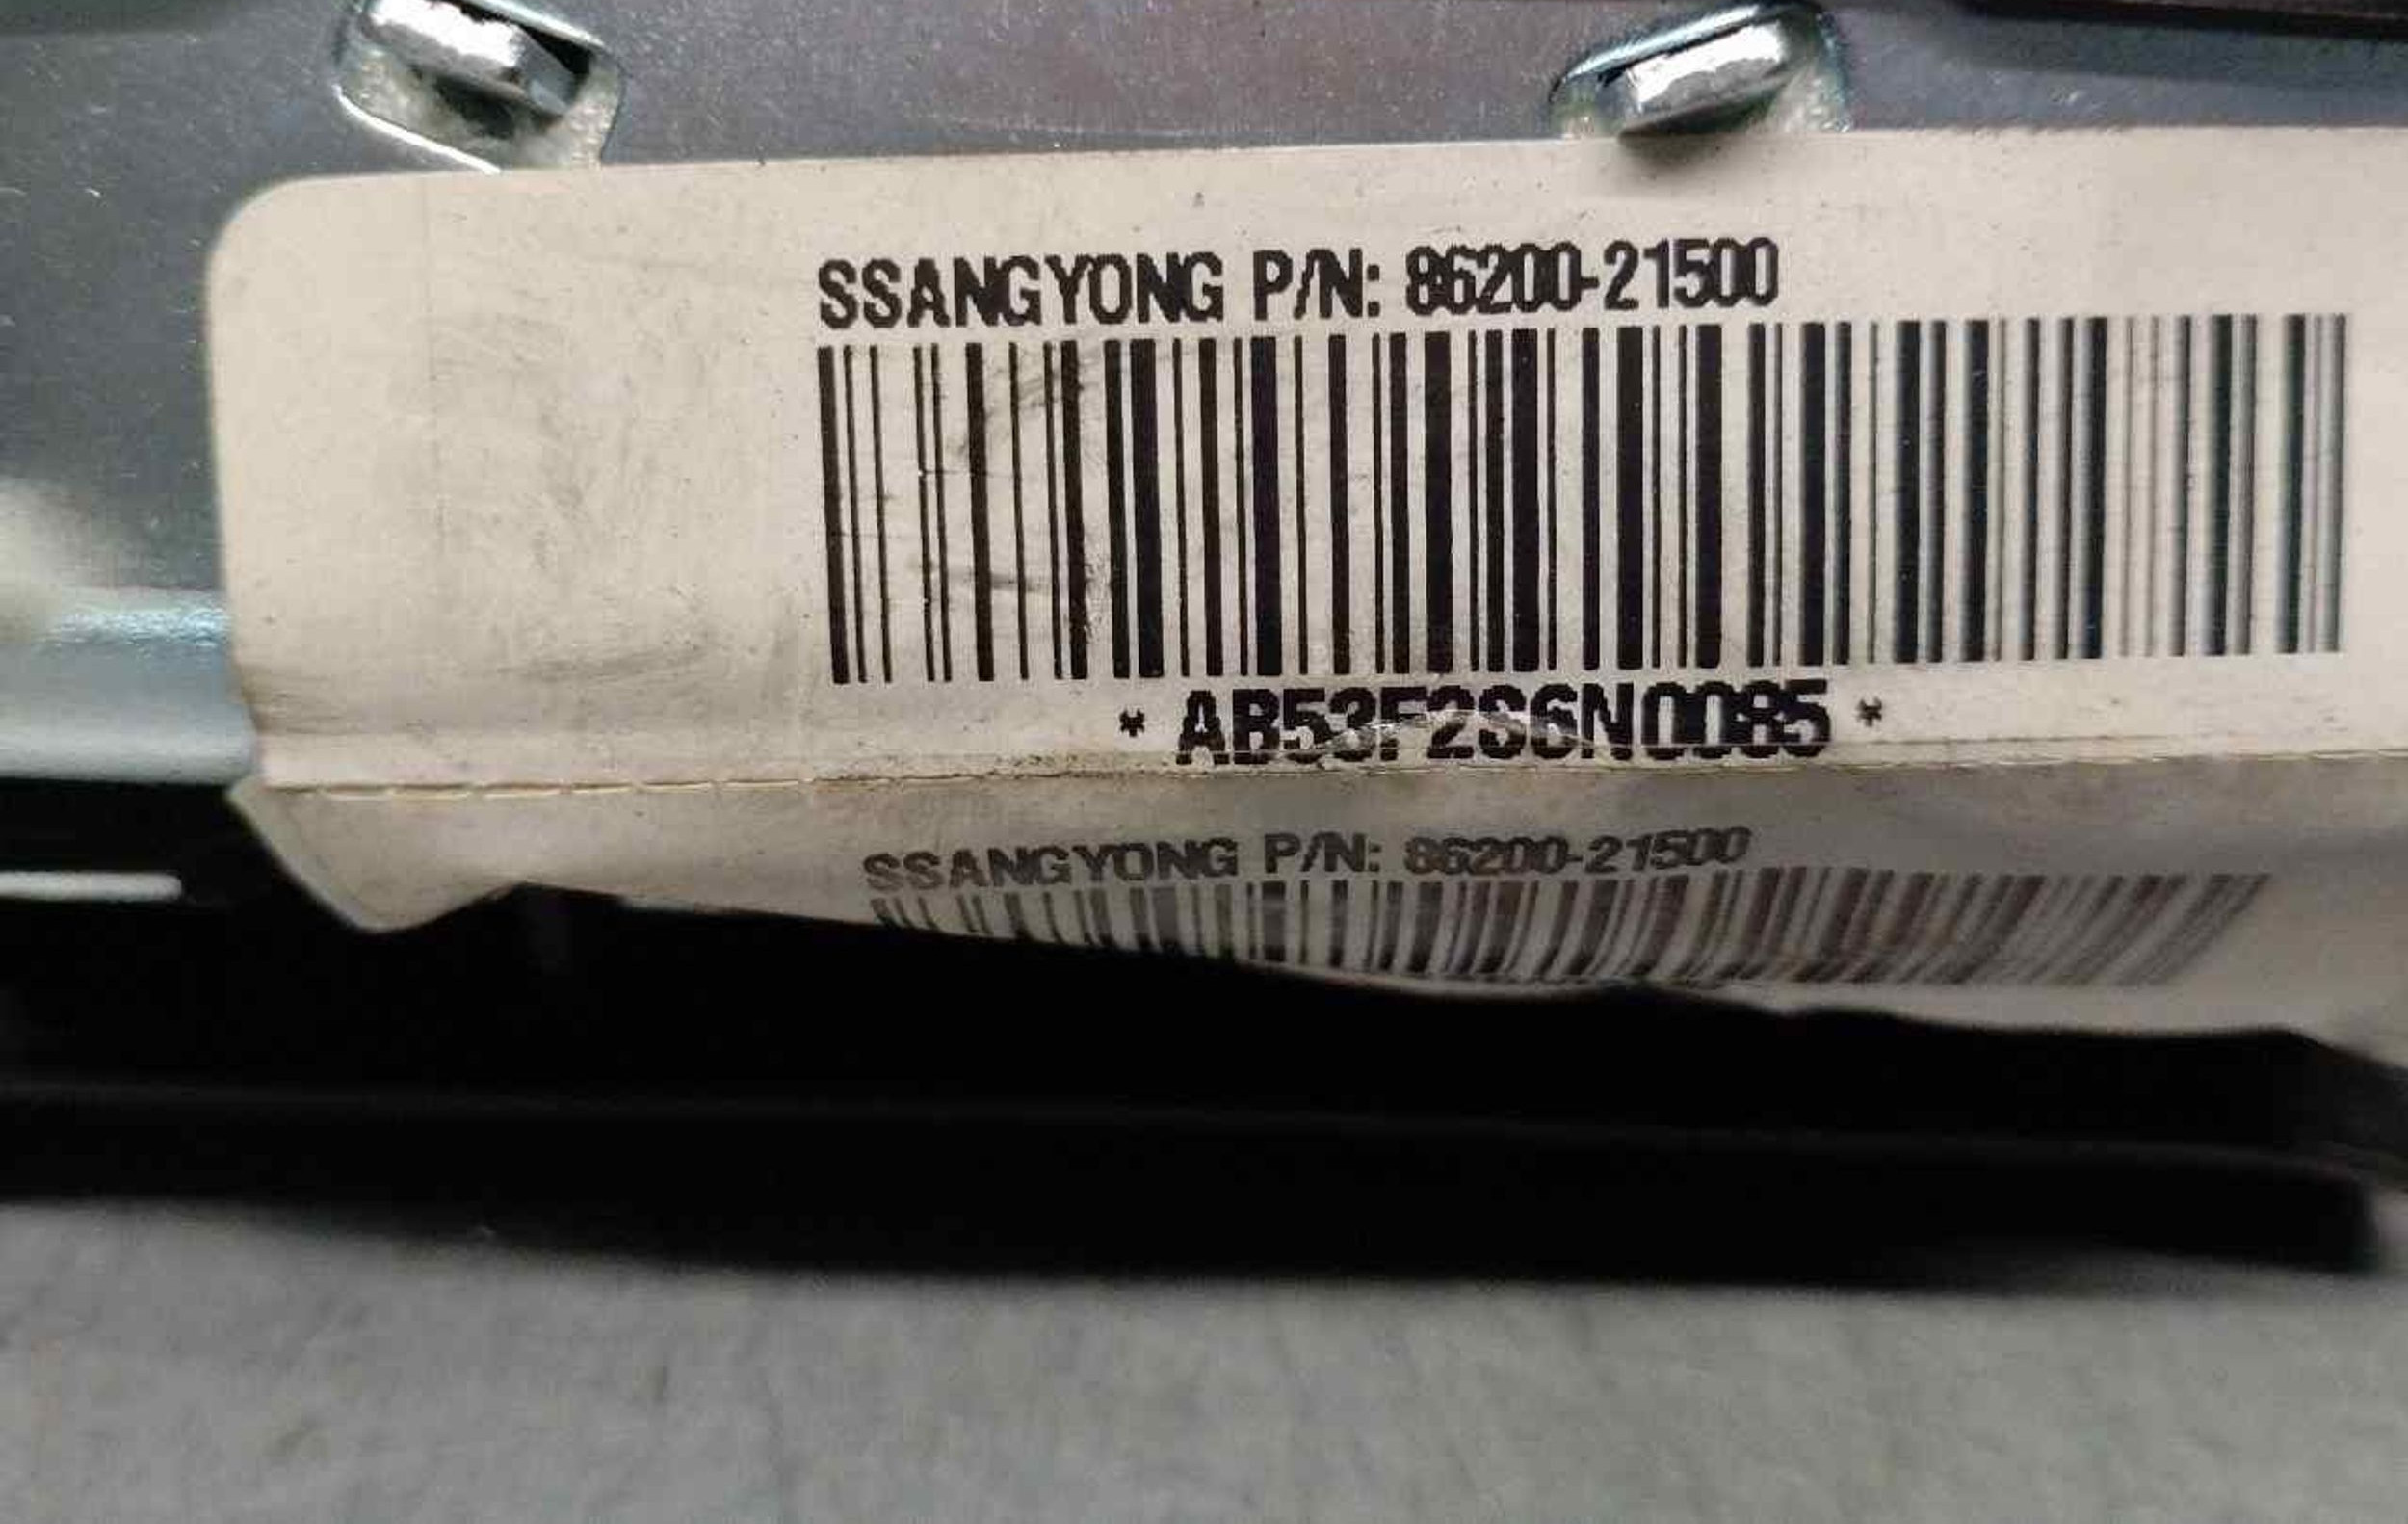 SSANGYONG P/N: 86200-21500
* AB53F2S6N0085 *
SSANGYONG P/N: 86200-21500